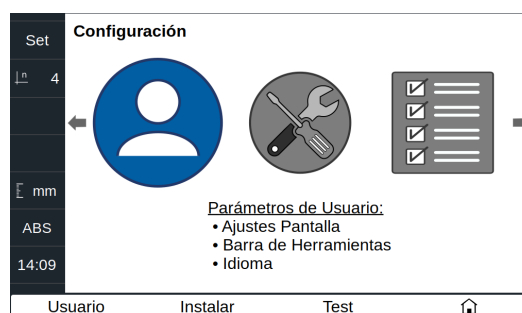 Set
Configuración
n 4
mm
ABS
14:09
Parámetros de Usuario:
• Ajustes Pantalla
• Barra de Herramientas
• Idioma
Usuario Instalar Test